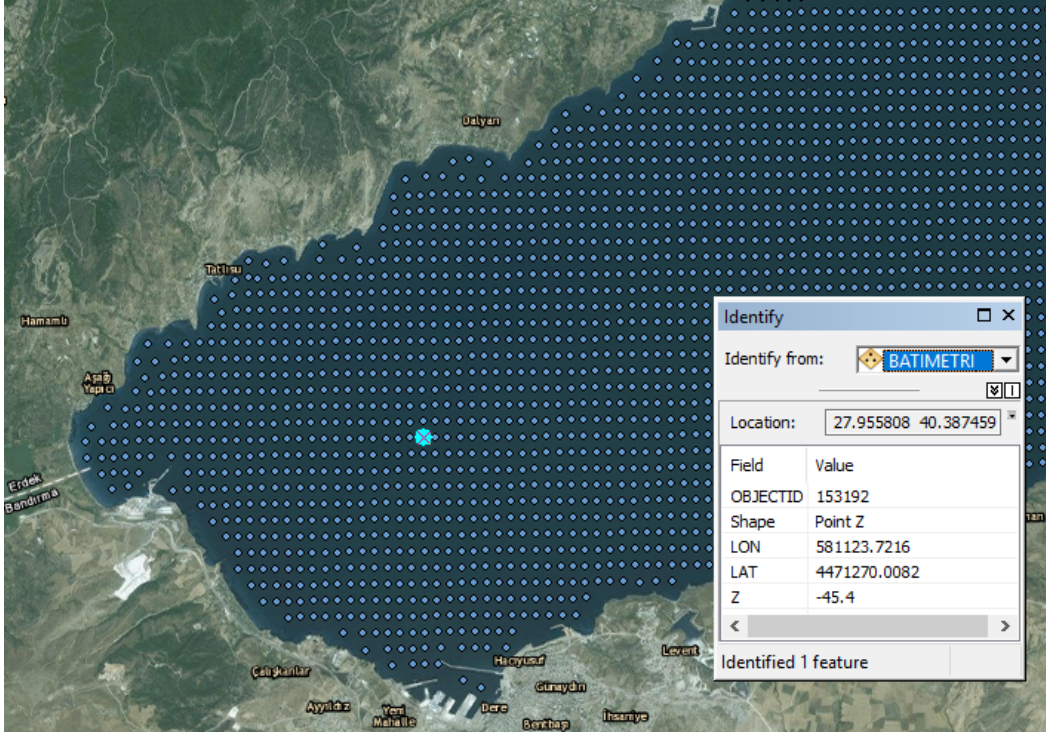 Dalyan
Tatlısu
Hamamlı
Aşağı
Yapıcı
Erdek
Bandırma
Çalışkanlar
Ayyıldız
Yeni
Mahalle
Hacıyusuf
Günaydın
Dere
Bentbaşı
İhsaniye
Levent
Identify
Identify from:
BATIMETRI
Location:
27.955808 40.387459
Field Value
OBJECTID 153192
Shape Point Z
LON 581123.7216
LAT 4471270.0082
Z -45.4
Identified 1 feature